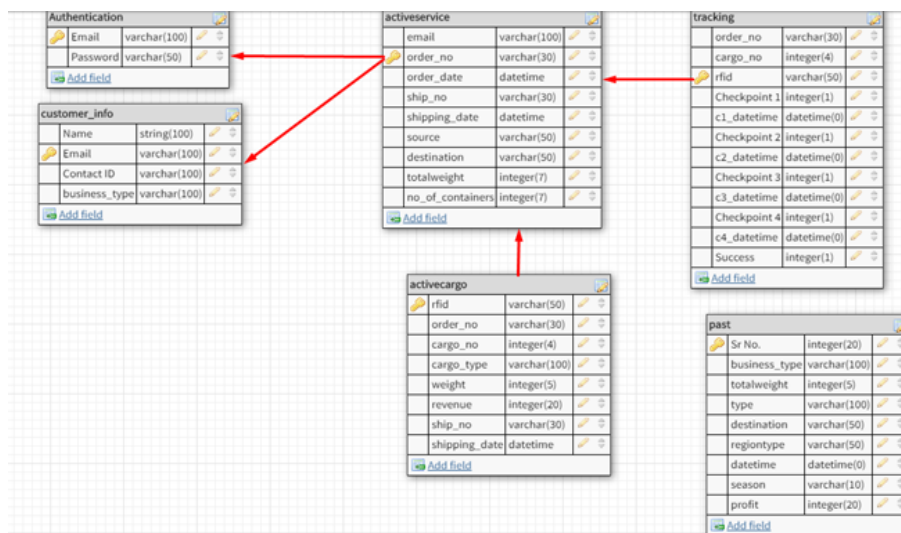 Authentication
Email varchar(100)
Password varchar(50)
Add field
customer_info
Name string(100)
Email varchar(100)
Contact ID varchar(100)
business_type varchar(100)
Add field
activeservice
email varchar(100)
order_no varchar(30)
order_date datetime
ship_no varchar(30)
shipping_date datetime
source varchar(50)
destination varchar(50)
totalweight integer(7)
no_of_containers integer(7)
Add field
activecargo
rfid varchar(50)
order_no varchar(30)
cargo_no integer(4)
cargo_type varchar(100)
weight integer(5)
revenue integer(20)
ship_no varchar(30)
shipping_date datetime
Add field
tracking
order_no varchar(30)
cargo_no integer(4)
rfid varchar(50)
Checkpoint 1 integer(1)
c1_datetime datetime(0)
Checkpoint 2 integer(1)
c2_datetime datetime(0)
Checkpoint 3 integer(1)
c3_datetime datetime(0)
Checkpoint 4 integer(1)
c4_datetime datetime(0)
Success integer(1)
Add field
past
Sr No. integer(20)
business_type varchar(100)
totalweight integer(5)
type varchar(100)
destination varchar(50)
regiontype varchar(50)
datetime datetime(0)
season varchar(10)
profit integer(20)
Add field